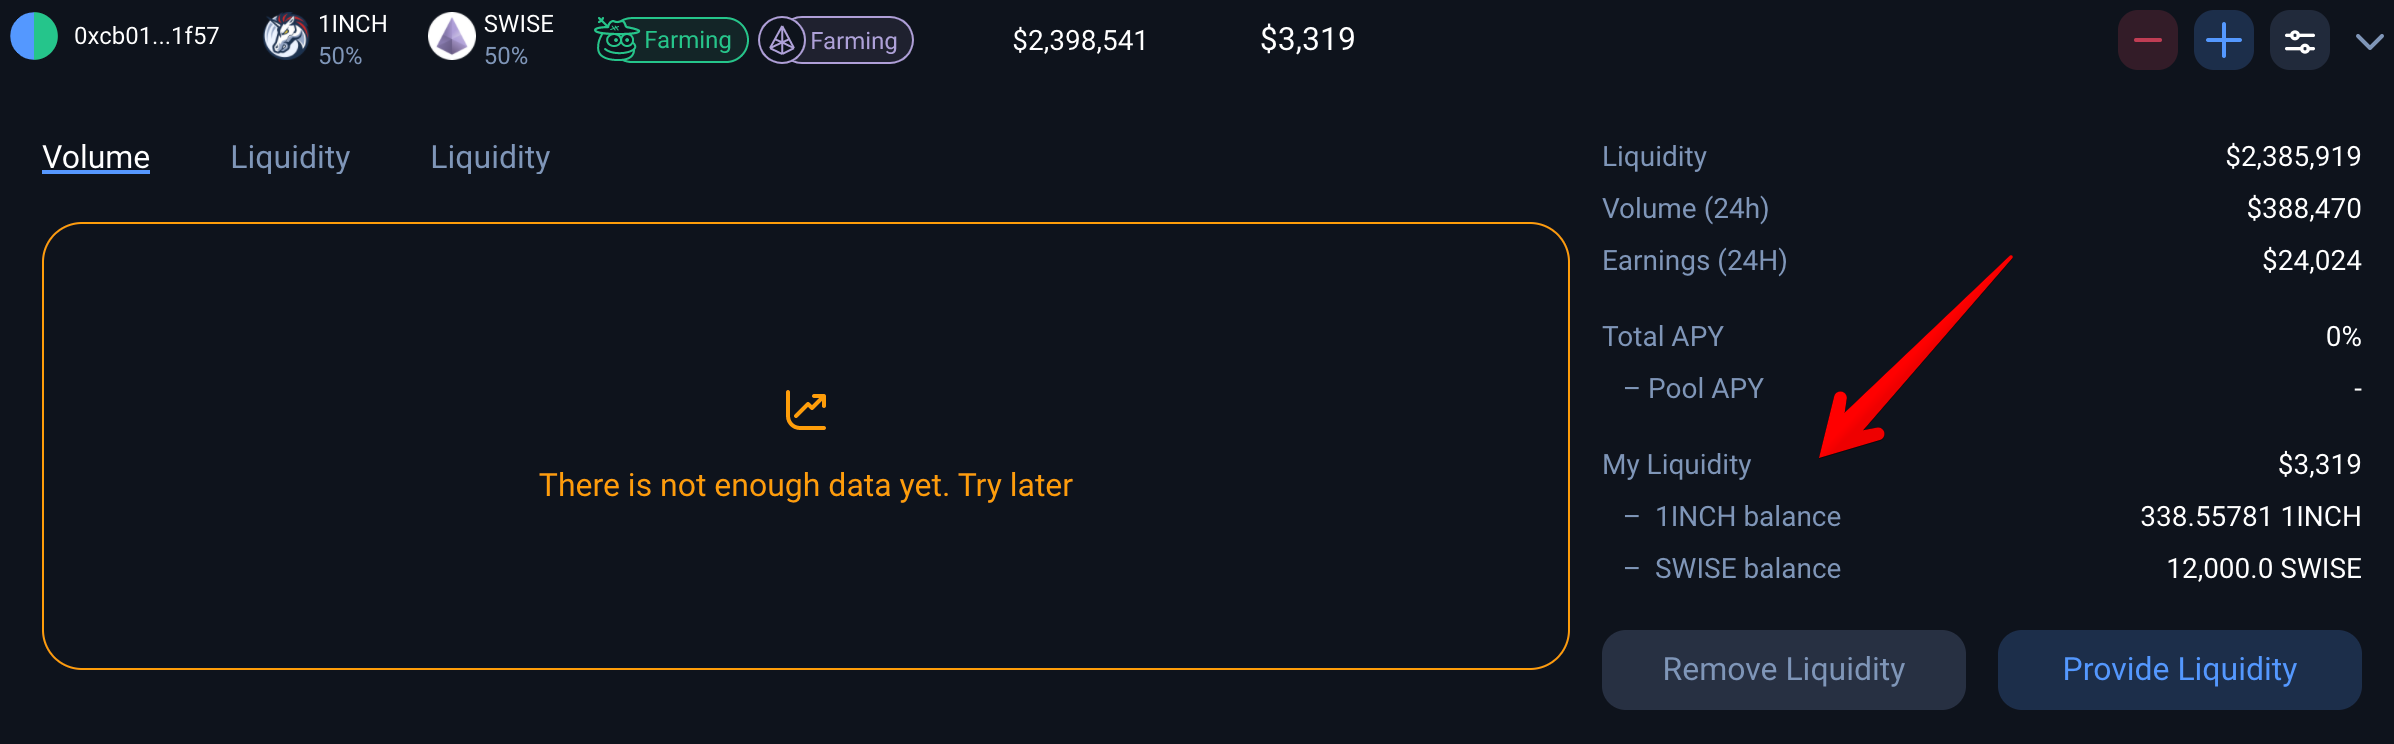 0xcb01...1f57
1INCH
50%
SWISE
50%
Farming
Farming
$2,398,541
$3,319
Volume
Liquidity
Liquidity
There is not enough data yet. Try later
Liquidity $2,385,919
Volume (24h) $388,470
Earnings (24H) $24,024
Total APY 0%
– Pool APY -
My Liquidity $3,319
– 1INCH balance 338.55781 1INCH
– SWISE balance 12,000.0 SWISE
Remove Liquidity
Provide Liquidity